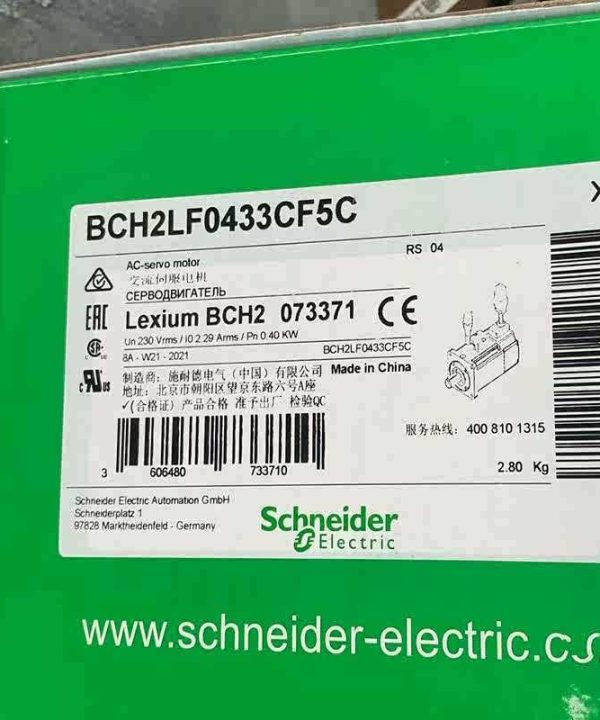 BCH2LF0433CF5C
RS 04
AC-servo motor
交流伺服电机
СЕРВОДВИГАТЕЛЬ
EAC
Lexium BCH2 073371 CE
Un 230 Vrms / I0 2.29 Arms / Pn 0.40 KW
8A - W21 - 2021
BCH2LF0433CF5C
制造商: 施耐德电气 (中国) 有限公司 Made in China
地址: 北京市朝阳区望京东路六号A座
✓(合格证) 产品合格 准予出厂 检验QC
服务热线: 400 810 1315
3 606480 733710
2.80 Kg
Schneider Electric Automation GmbH
Schneiderplatz 1
97828 Marktheidenfeld - Germany
Schneider
Electric
www.schneider-electric.c